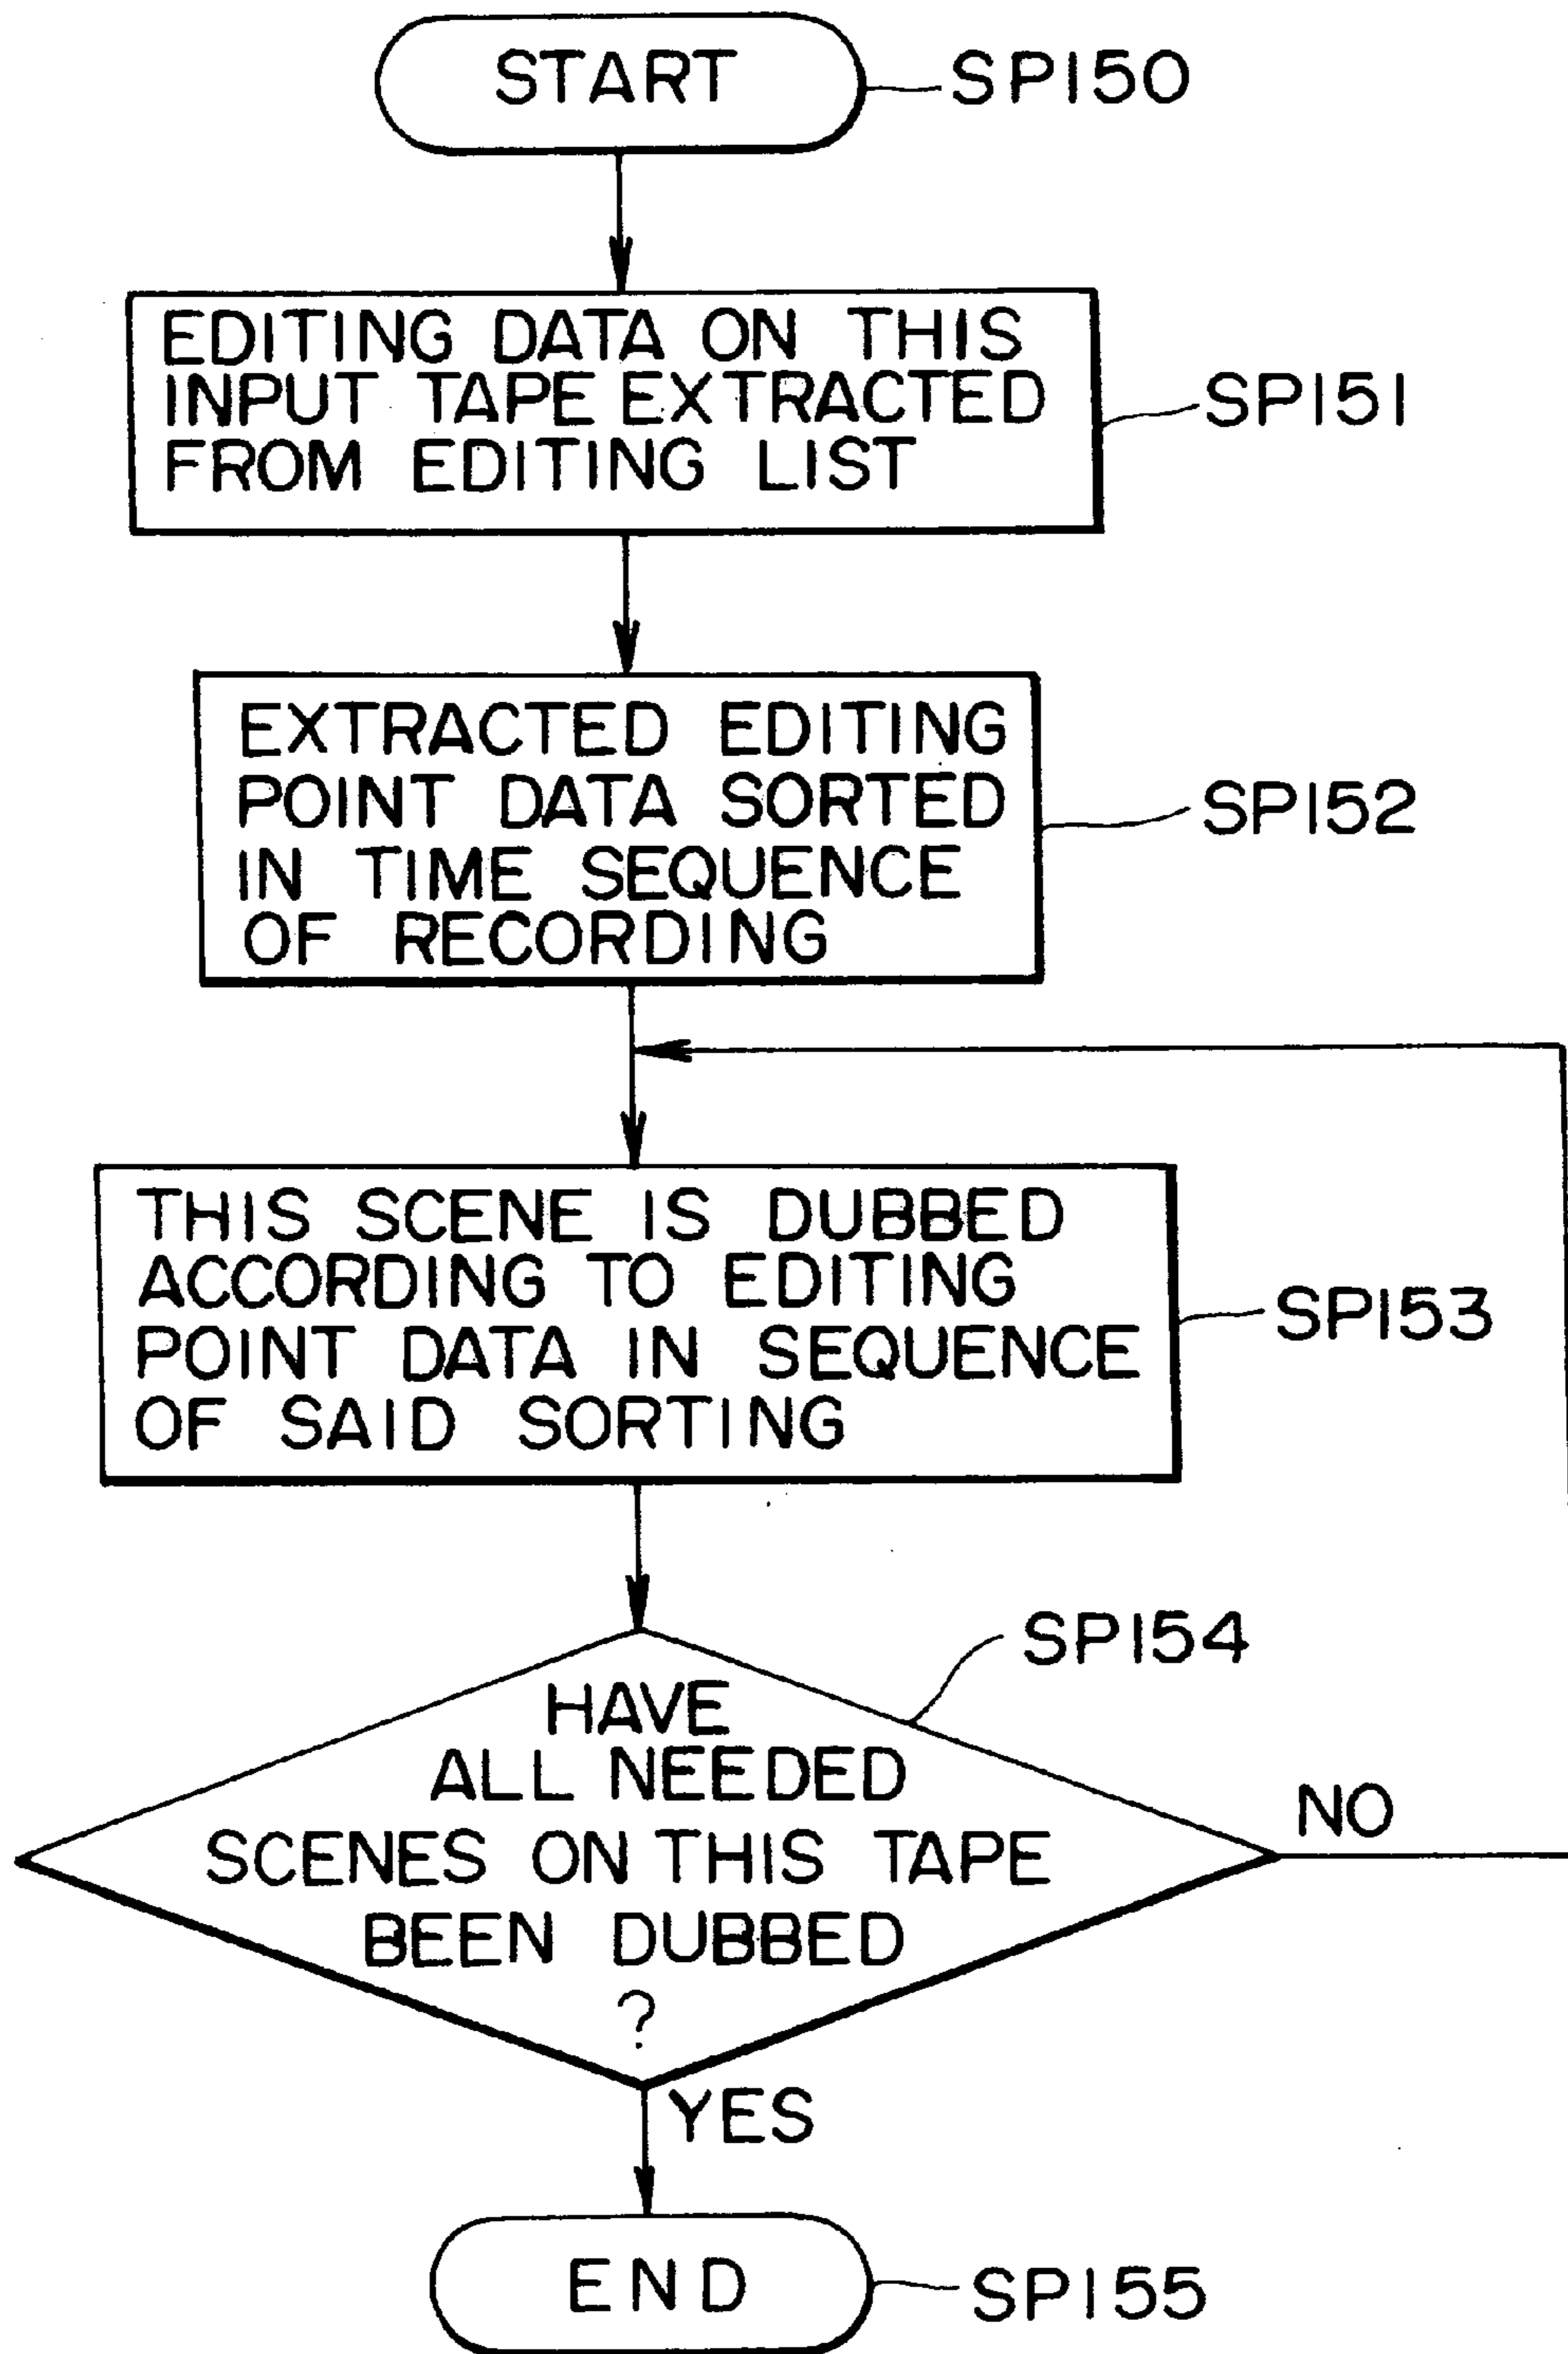 START
SP150
EDITING DATA ON THIS
INPUT TAPE EXTRACTED
FROM EDITING LIST
SP151
EXTRACTED EDITING
POINT DATA SORTED
IN TIME SEQUENCE
OF RECORDING
SP152
THIS SCENE IS DUBBED
ACCORDING TO EDITING
POINT DATA IN SEQUENCE
OF SAID SORTING
SP153
SP154
HAVE
ALL NEEDED
SCENES ON THIS TAPE
BEEN DUBBED
?
NO
YES
END
SP155